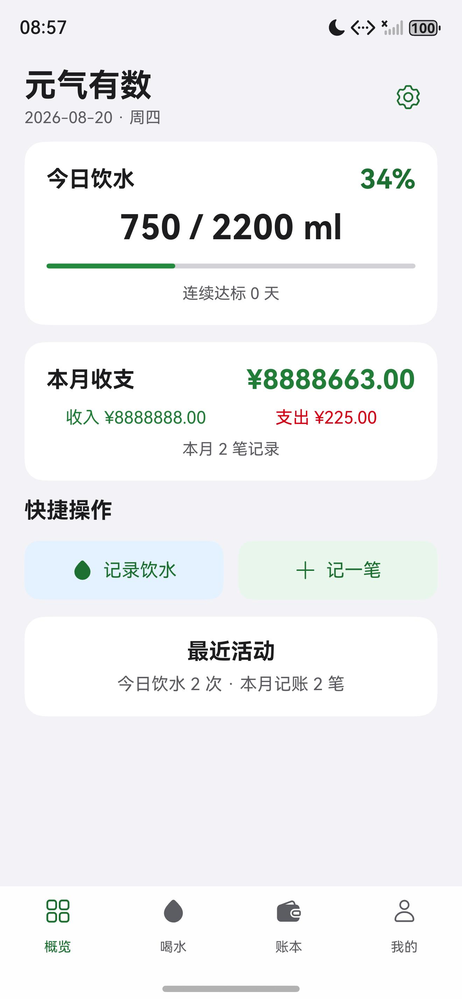 08:57
100
元气有数
2026-08-20 · 周四
今日饮水 34%
750 / 2200 ml
连续达标 0 天
本月收支 ¥8888663.00
收入 ¥8888888.00 支出 ¥225.00
本月 2 笔记录
快捷操作
记录饮水 记一笔
最近活动
今日饮水 2 次 · 本月记账 2 笔
概览 喝水 账本 我的